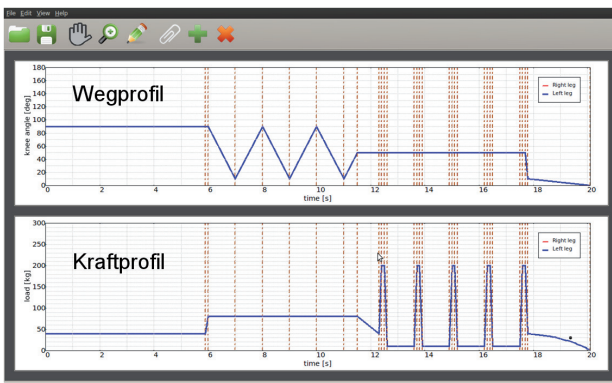 File Edit View Help
180
160
140
120
100
80
60
40
20
0
knee angle [deg]
Wegprofil
Right leg
Left leg
0 2 4 6 8 10 12 14 16 18 20
time [s]
300
250
200
150
100
50
0
load [kg]
Kraftprofil
Right leg
Left leg
0 2 4 6 8 10 12 14 16 18 20
time [s]